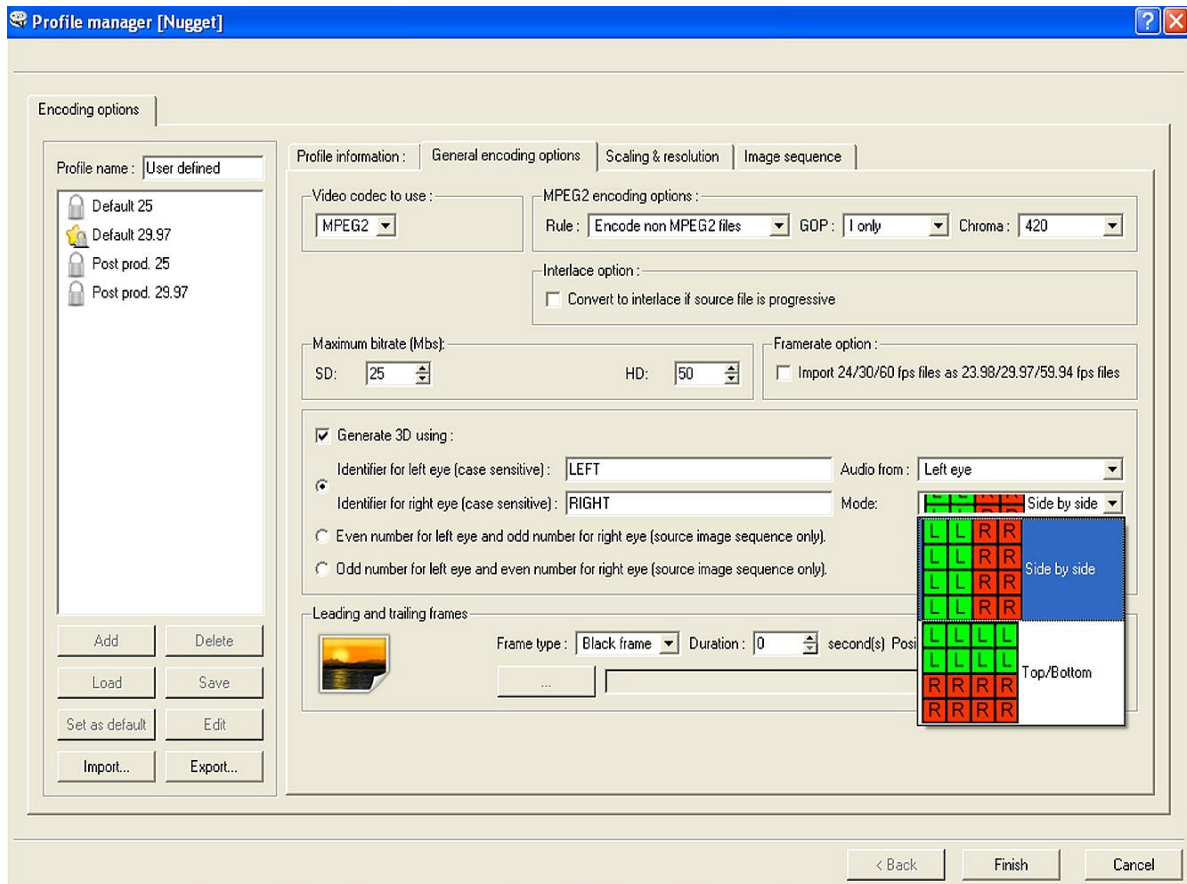 Profile manager [Nugget]
Encoding options
Profile name : User defined
Default 25
Default 29.97
Post prod. 25
Post prod. 29.97
Add Delete
Load Save
Set as default Edit
Import... Export...
Profile information : General encoding options Scaling & resolution Image sequence
Video codec to use :
MPEG2
MPEG2 encoding options :
Rule : Encode non MPEG2 files GOP : I only Chroma : 420
Interlace option :
Convert to interlace if source file is progressive
Maximum bitrate (Mbs):
SD: 25 HD: 50
Framerate option :
Import 24/30/60 fps files as 23.98/29.97/59.94 fps files
Generate 3D using :
Identifier for left eye (case sensitive) : LEFT Audio from : Left eye
Identifier for right eye (case sensitive) : RIGHT Mode: Side by side
Even number for left eye and odd number for right eye (source image sequence only).
Odd number for left eye and even number for right eye (source image sequence only).
L L R R
L L R R
L L R R
L L R R
Side by side
L L L L
L L L L
R R R R
R R R R
Top/Bottom
Leading and trailing frames
Frame type : Black frame Duration : 0 second(s)
...
< Back Finish Cancel